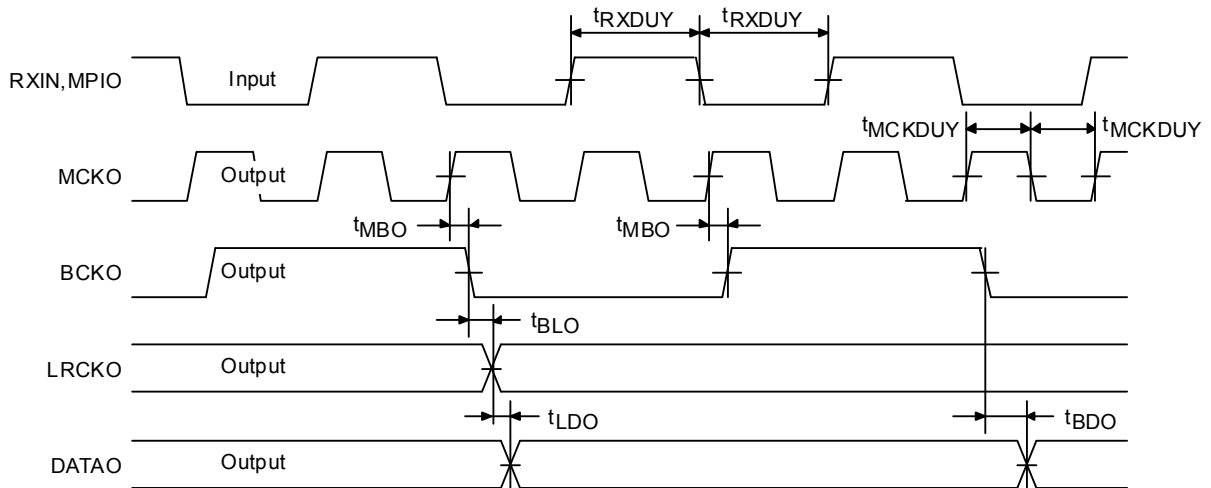 tRXDUY tRXDUY
RXIN,MPIO Input
tMCKDUY tMCKDUY
MCKO Output
tMBO tMBO
BCKO Output
tBLO
LRCKO Output
tLDO tBDO
DATAO Output